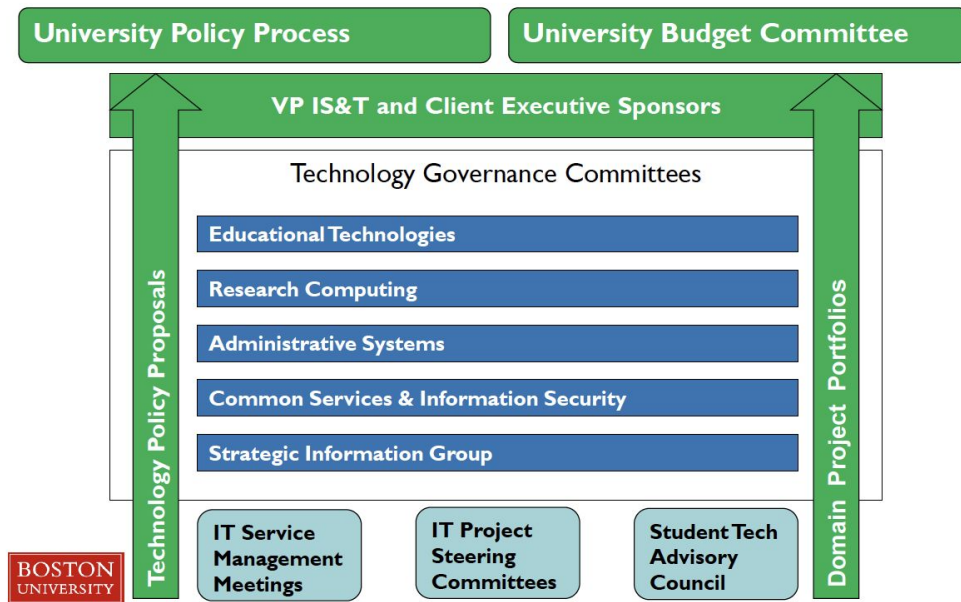 University Policy Process
University Budget Committee
VP IS&T and Client Executive Sponsors
Technology Governance Committees
Educational Technologies
Research Computing
Administrative Systems
Common Services & Information Security
Strategic Information Group
Technology Policy Proposals
Domain Project Portfolios
IT Service
Management
Meetings
IT Project
Steering
Committees
Student Tech
Advisory
Council
BOSTON
UNIVERSITY